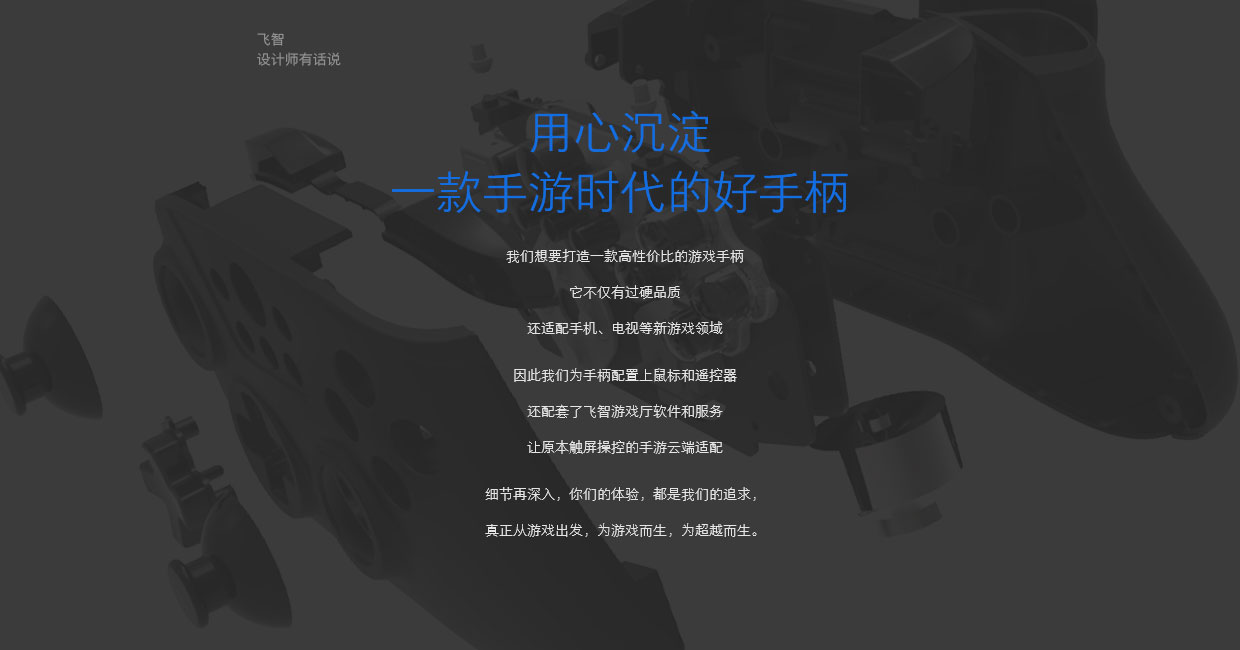 飞智
设计师有话说
用心沉淀
一款手游时代的好手柄
我们想要打造一款高性价比的游戏手柄
它不仅有过硬品质
还适配手机、电视等新游戏领域
因此我们为手柄配置上鼠标和遥控器
还配套了飞智游戏厅软件和服务
让原本触屏操控的手游云端适配
细节再深入，你们的体验，都是我们的追求，
真正从游戏出发，为游戏而生，为超越而生。